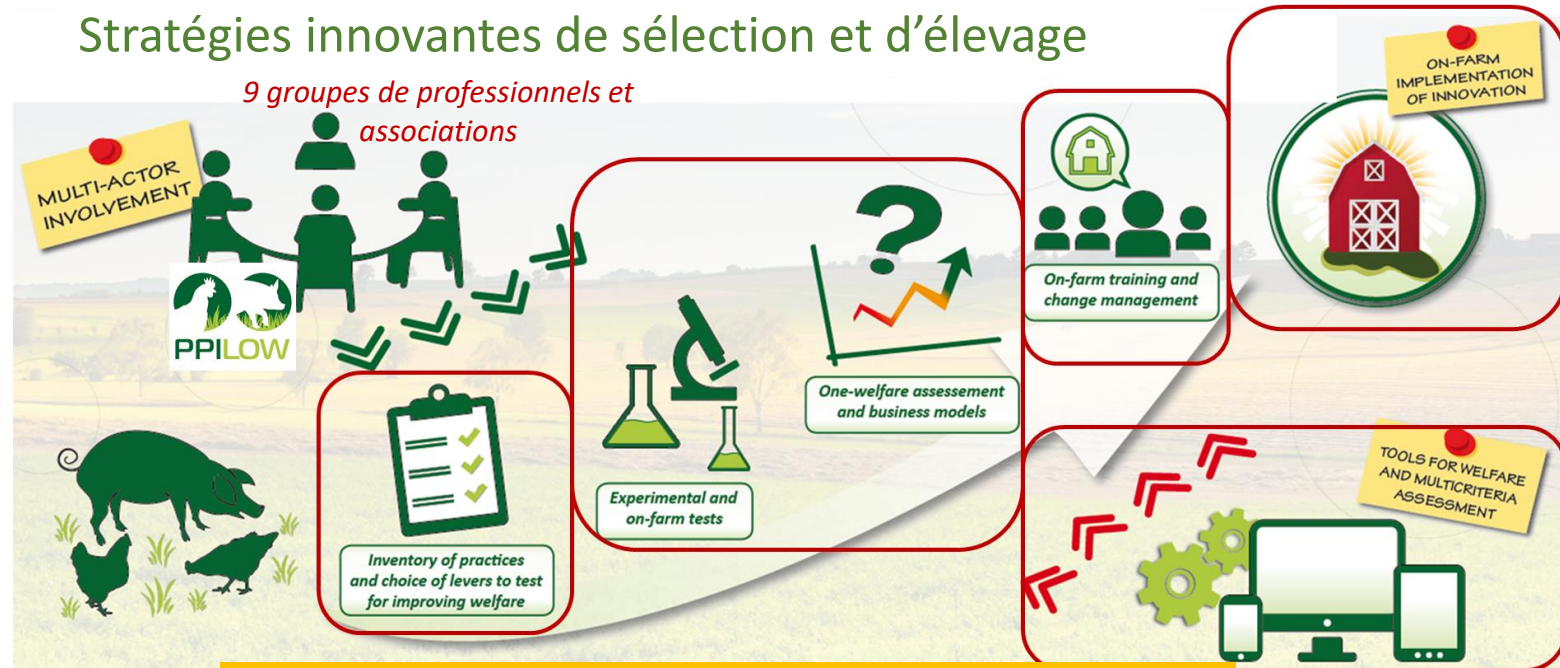 Stratégies innovantes de sélection et d’élevage
9 groupes de professionnels et
associations
MULTI-ACTOR
INVOLVEMENT
PPILOW
Inventory of practices
and choice of levers to test
for improving welfare
Experimental and
on-farm tests
?
One-welfare assessement
and business models
On-farm training and
change management
ON-FARM
IMPLEMENTATION
OF INNOVATION
TOOLS FOR WELFARE
AND MULTICRITERIA
ASSESSMENT